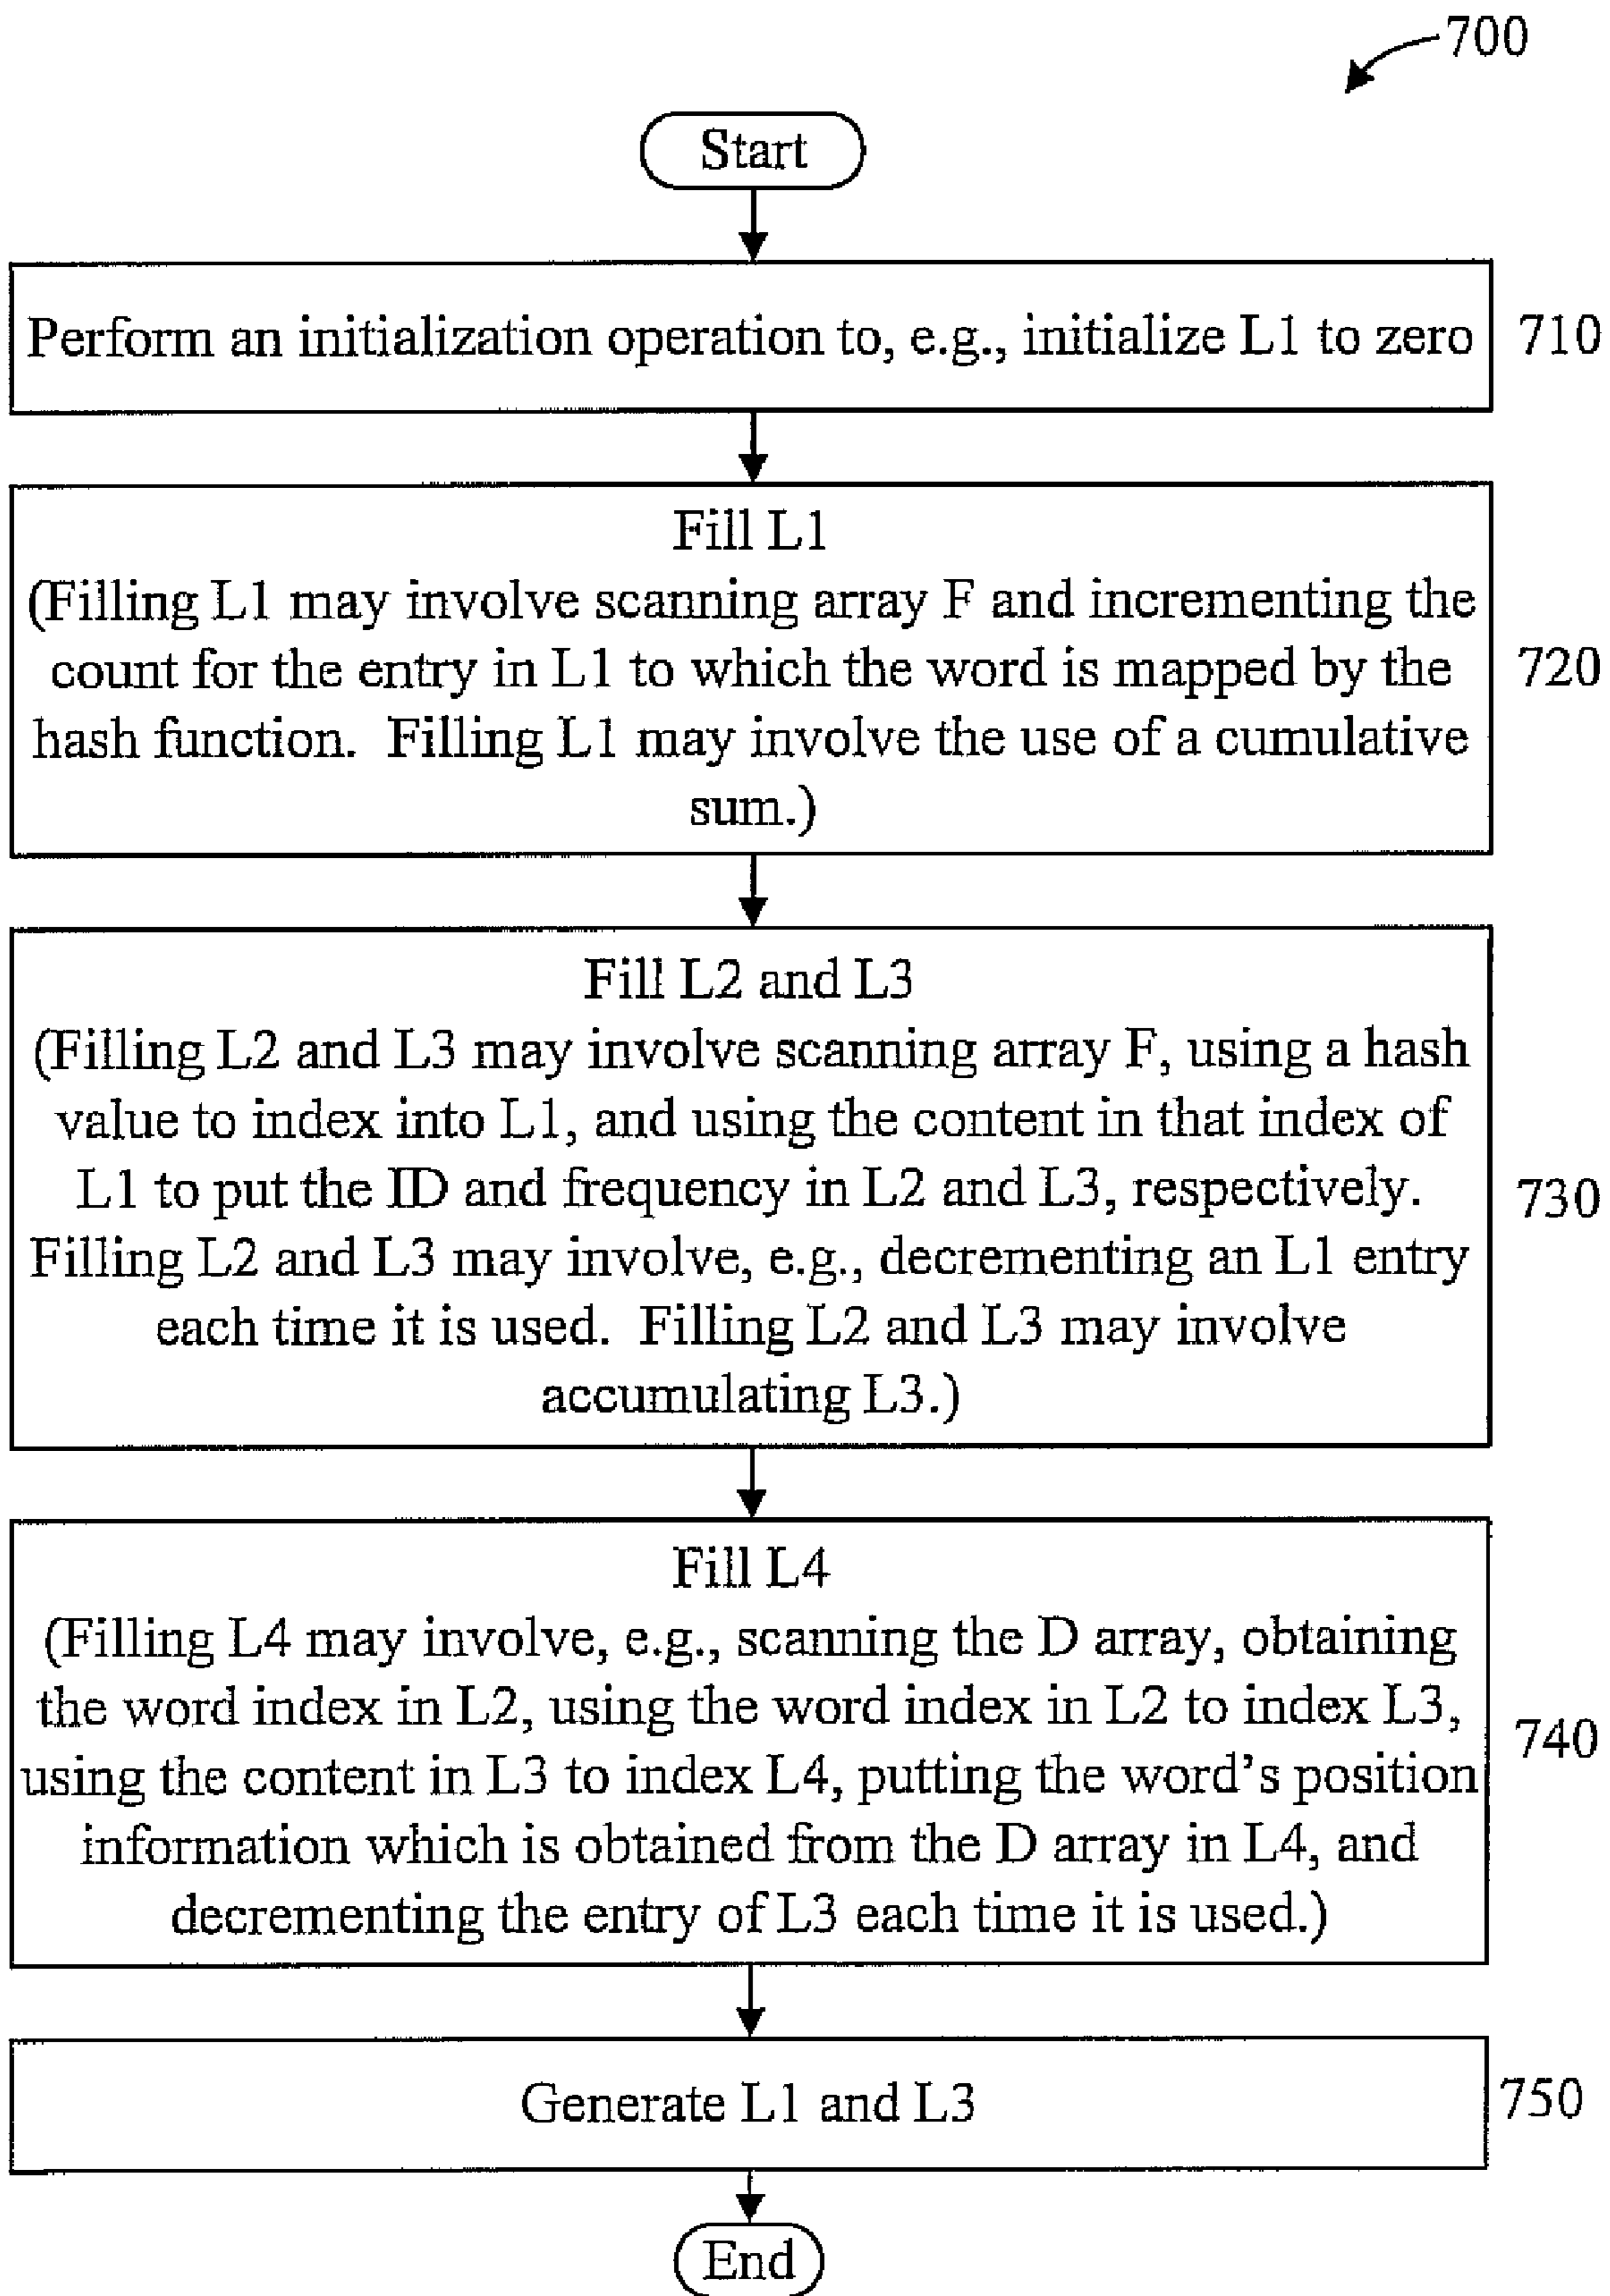 700
Start
Perform an initialization operation to, e.g., initialize L1 to zero
710
Fill L1
(Filling L1 may involve scanning array F and incrementing the
count for the entry in L1 to which the word is mapped by the
hash function. Filling L1 may involve the use of a cumulative
sum.)
720
Fill L2 and L3
(Filling L2 and L3 may involve scanning array F, using a hash
value to index into L1, and using the content in that index of
L1 to put the ID and frequency in L2 and L3, respectively.
Filling L2 and L3 may involve, e.g., decrementing an L1 entry
each time it is used. Filling L2 and L3 may involve
accumulating L3.)
730
Fill L4
(Filling L4 may involve, e.g., scanning the D array, obtaining
the word index in L2, using the word index in L2 to index L3,
using the content in L3 to index L4, putting the word's position
information which is obtained from the D array in L4, and
decrementing the entry of L3 each time it is used.)
740
Generate L1 and L3
750
End